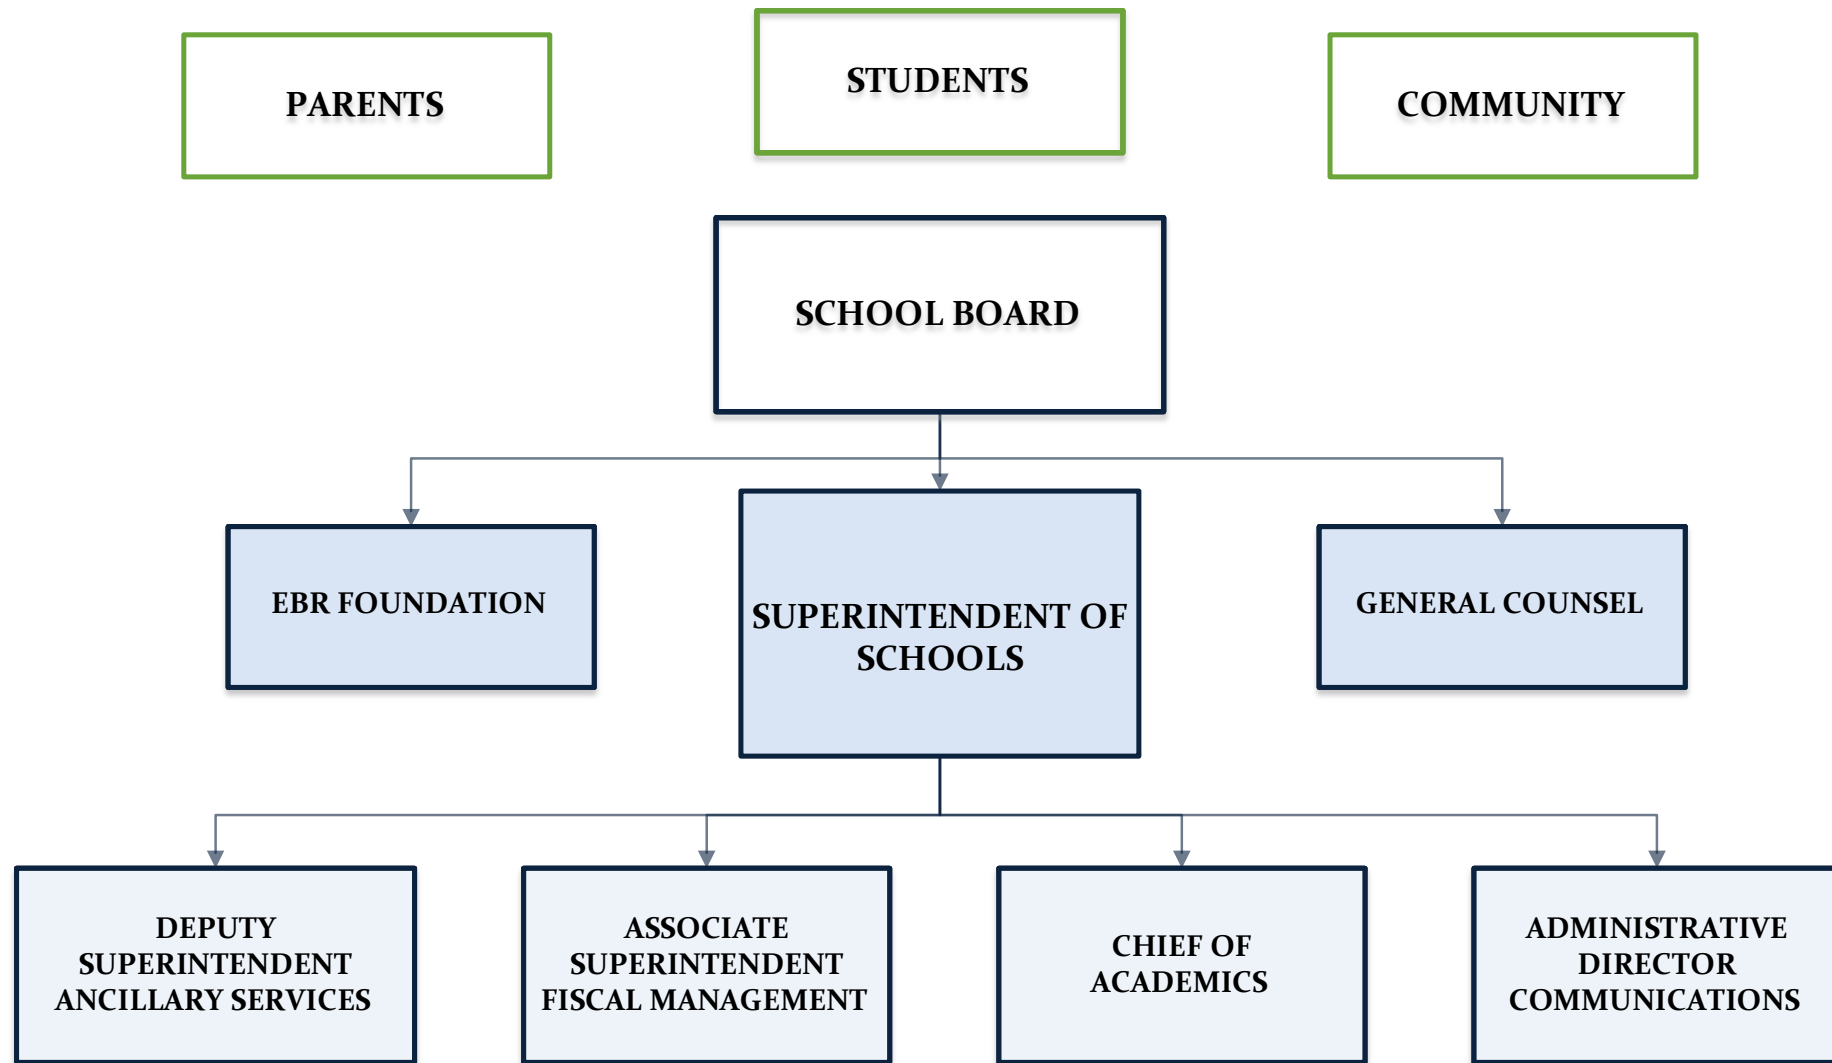 PARENTS
STUDENTS
COMMUNITY
SCHOOL BOARD
EBR FOUNDATION
SUPERINTENDENT OF
SCHOOLS
GENERAL COUNSEL
DEPUTY
SUPERINTENDENT
ANCILLARY SERVICES
ASSOCIATE
SUPERINTENDENT
FISCAL MANAGEMENT
CHIEF OF
ACADEMICS
ADMINISTRATIVE
DIRECTOR
COMMUNICATIONS